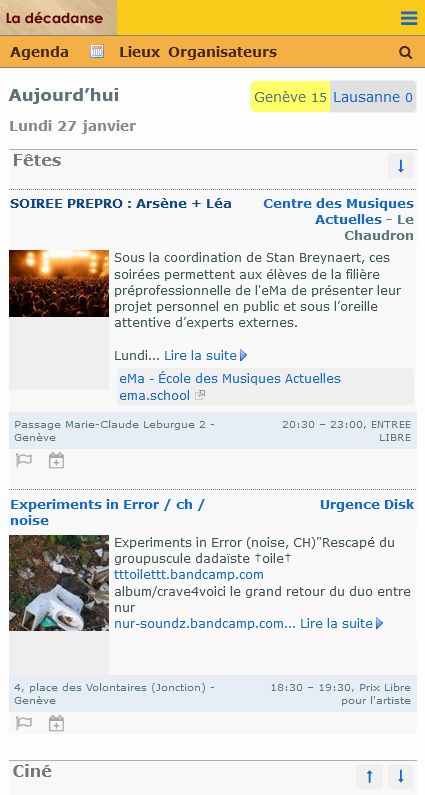 La décadanse
Agenda Lieux Organisateurs
Aujourd’hui
Genève 15 Lausanne 0
Lundi 27 janvier
Fêtes
SOIREE PREPRO : Arsène + Léa
Centre des Musiques
Actuelles - Le
Chaudron
Sous la coordination de Stan Breynaert, ces
soirées permettent aux élèves de la filière
préprofessionnelle de l'eMa de présenter leur
projet personnel en public et sous l’oreille
attentive d’experts externes.
Lundi... Lire la suite
eMa - École des Musiques Actuelles
ema.school
Passage Marie-Claude Leburgue 2 -
Genève
20:30 – 23:00, ENTREE
LIBRE
Experiments in Error / ch /
noise
Urgence Disk
Experiments in Error (noise, CH)"Rescapé du
groupuscule dadaïste †oile†
tttoilettt.bandcamp.com
album/crave4voici le grand retour du duo entre
nur
nur-soundz.bandcamp.com... Lire la suite
4, place des Volontaires (Jonction) -
Genève
18:30 – 19:30, Prix Libre
pour l'artiste
Ciné